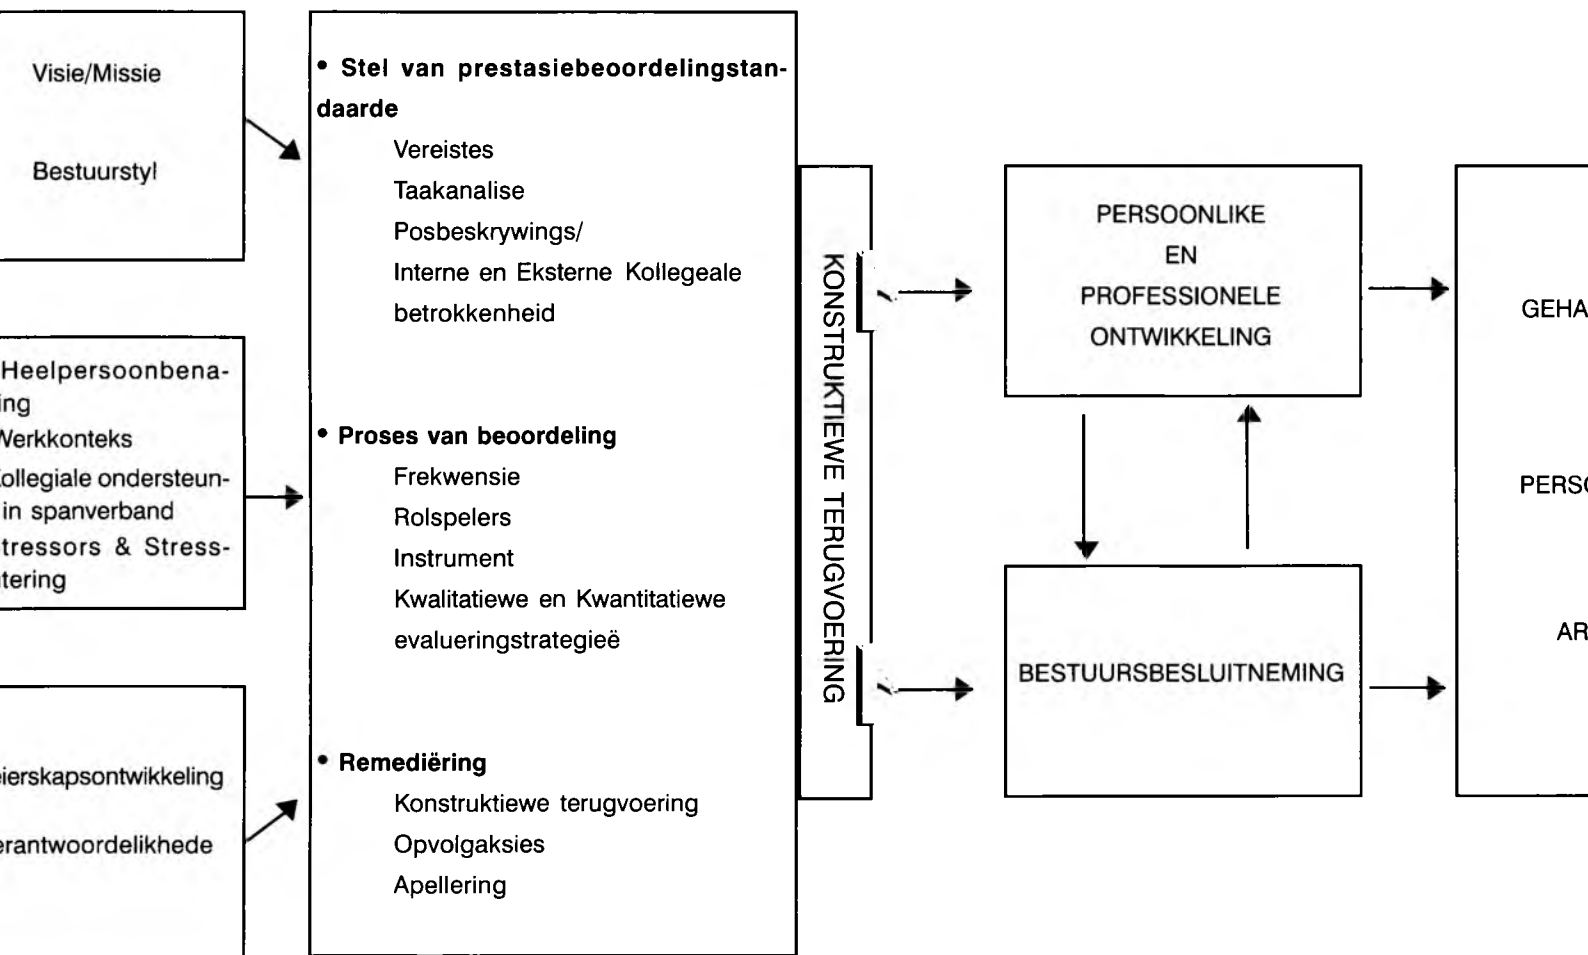 Visie/Missie
Bestuurstyl
Heelpersoonbena-
ing
Werkkonteks
ollegiale ondersteun-
in spanverband
tressors & Stress-
tering
eierskapsontwikkeling
erantwoordelikhede
• Stel van prestasiebeoordelingstan-
daarde
Vereistes
Taakanalise
Posbeskrywings/
Interne en Eksterne Kollegeale
betrokkenheid
• Proses van beoordeling
Frekwensie
Rolspelers
Instrument
Kwalitatiewe en Kwantitatiewe
evalueringstrategieë
• Remediëring
Konstruktiewe terugvoering
Opvolgaksies
Apellering
KONSTRUKTIEWE TERUGVOERING
PERSOONLIKE
EN
PROFESSIONELE
ONTWIKKELING
BESTUURSBESLUITNEMING
GEHA
PERSO
AR